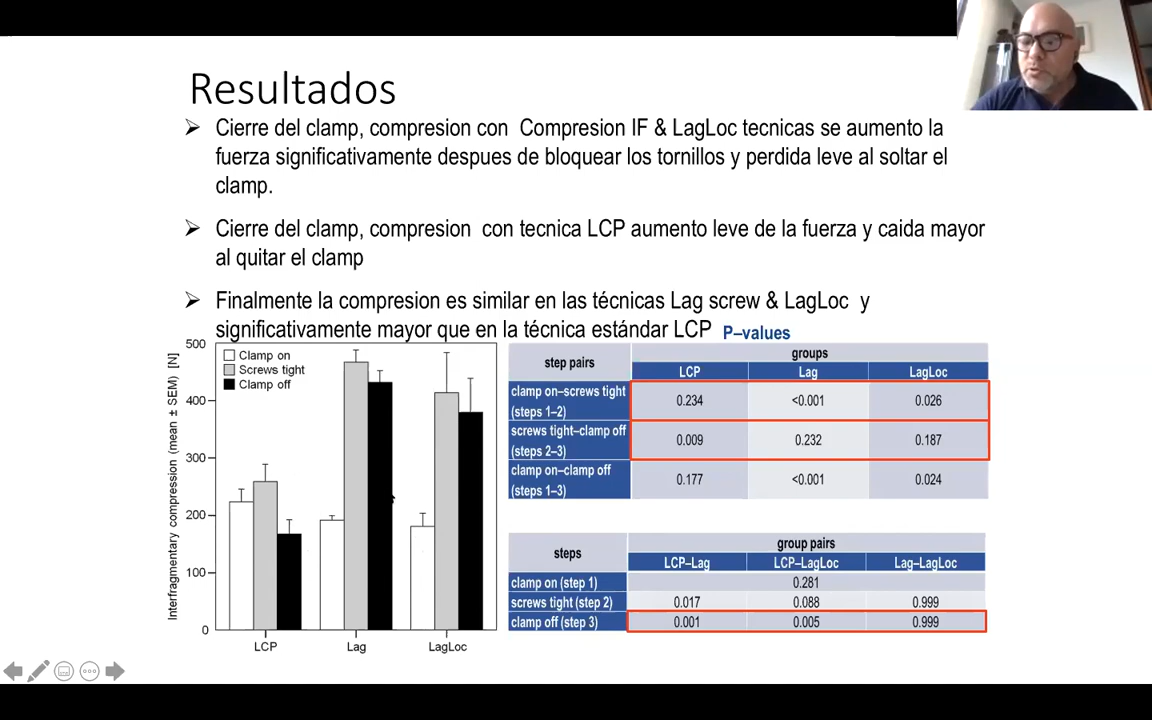 Resultados
➢ Cierre del clamp, compresion con Compresion IF & LagLoc tecnicas se aumento la
fuerza significativamente despues de bloquear los tornillos y perdida leve al soltar el
clamp.
➢ Cierre del clamp, compresion con tecnica LCP aumento leve de la fuerza y caida mayor
al quitar el clamp
➢ Finalmente la compresion es similar en las técnicas Lag screw & LagLoc y
significativamente mayor que en la técnica estándar LCP
Interfragmentary compression (mean ± SEM) [N]
500
400
300
200
100
0
Clamp on
Screws tight
Clamp off
LCP Lag LagLoc
P–values
step pairs groups
LCP Lag LagLoc
clamp on–screws tight
(steps 1–2) 0.234 <0.001 0.026
screws tight–clamp off
(steps 2–3) 0.009 0.232 0.187
clamp on–clamp off
(steps 1–3) 0.177 <0.001 0.024
steps group pairs
LCP–Lag LCP–LagLoc Lag–LagLoc
clamp on (step 1) 0.281
screws tight (step 2) 0.017 0.088 0.999
clamp off (step 3) 0.001 0.005 0.999